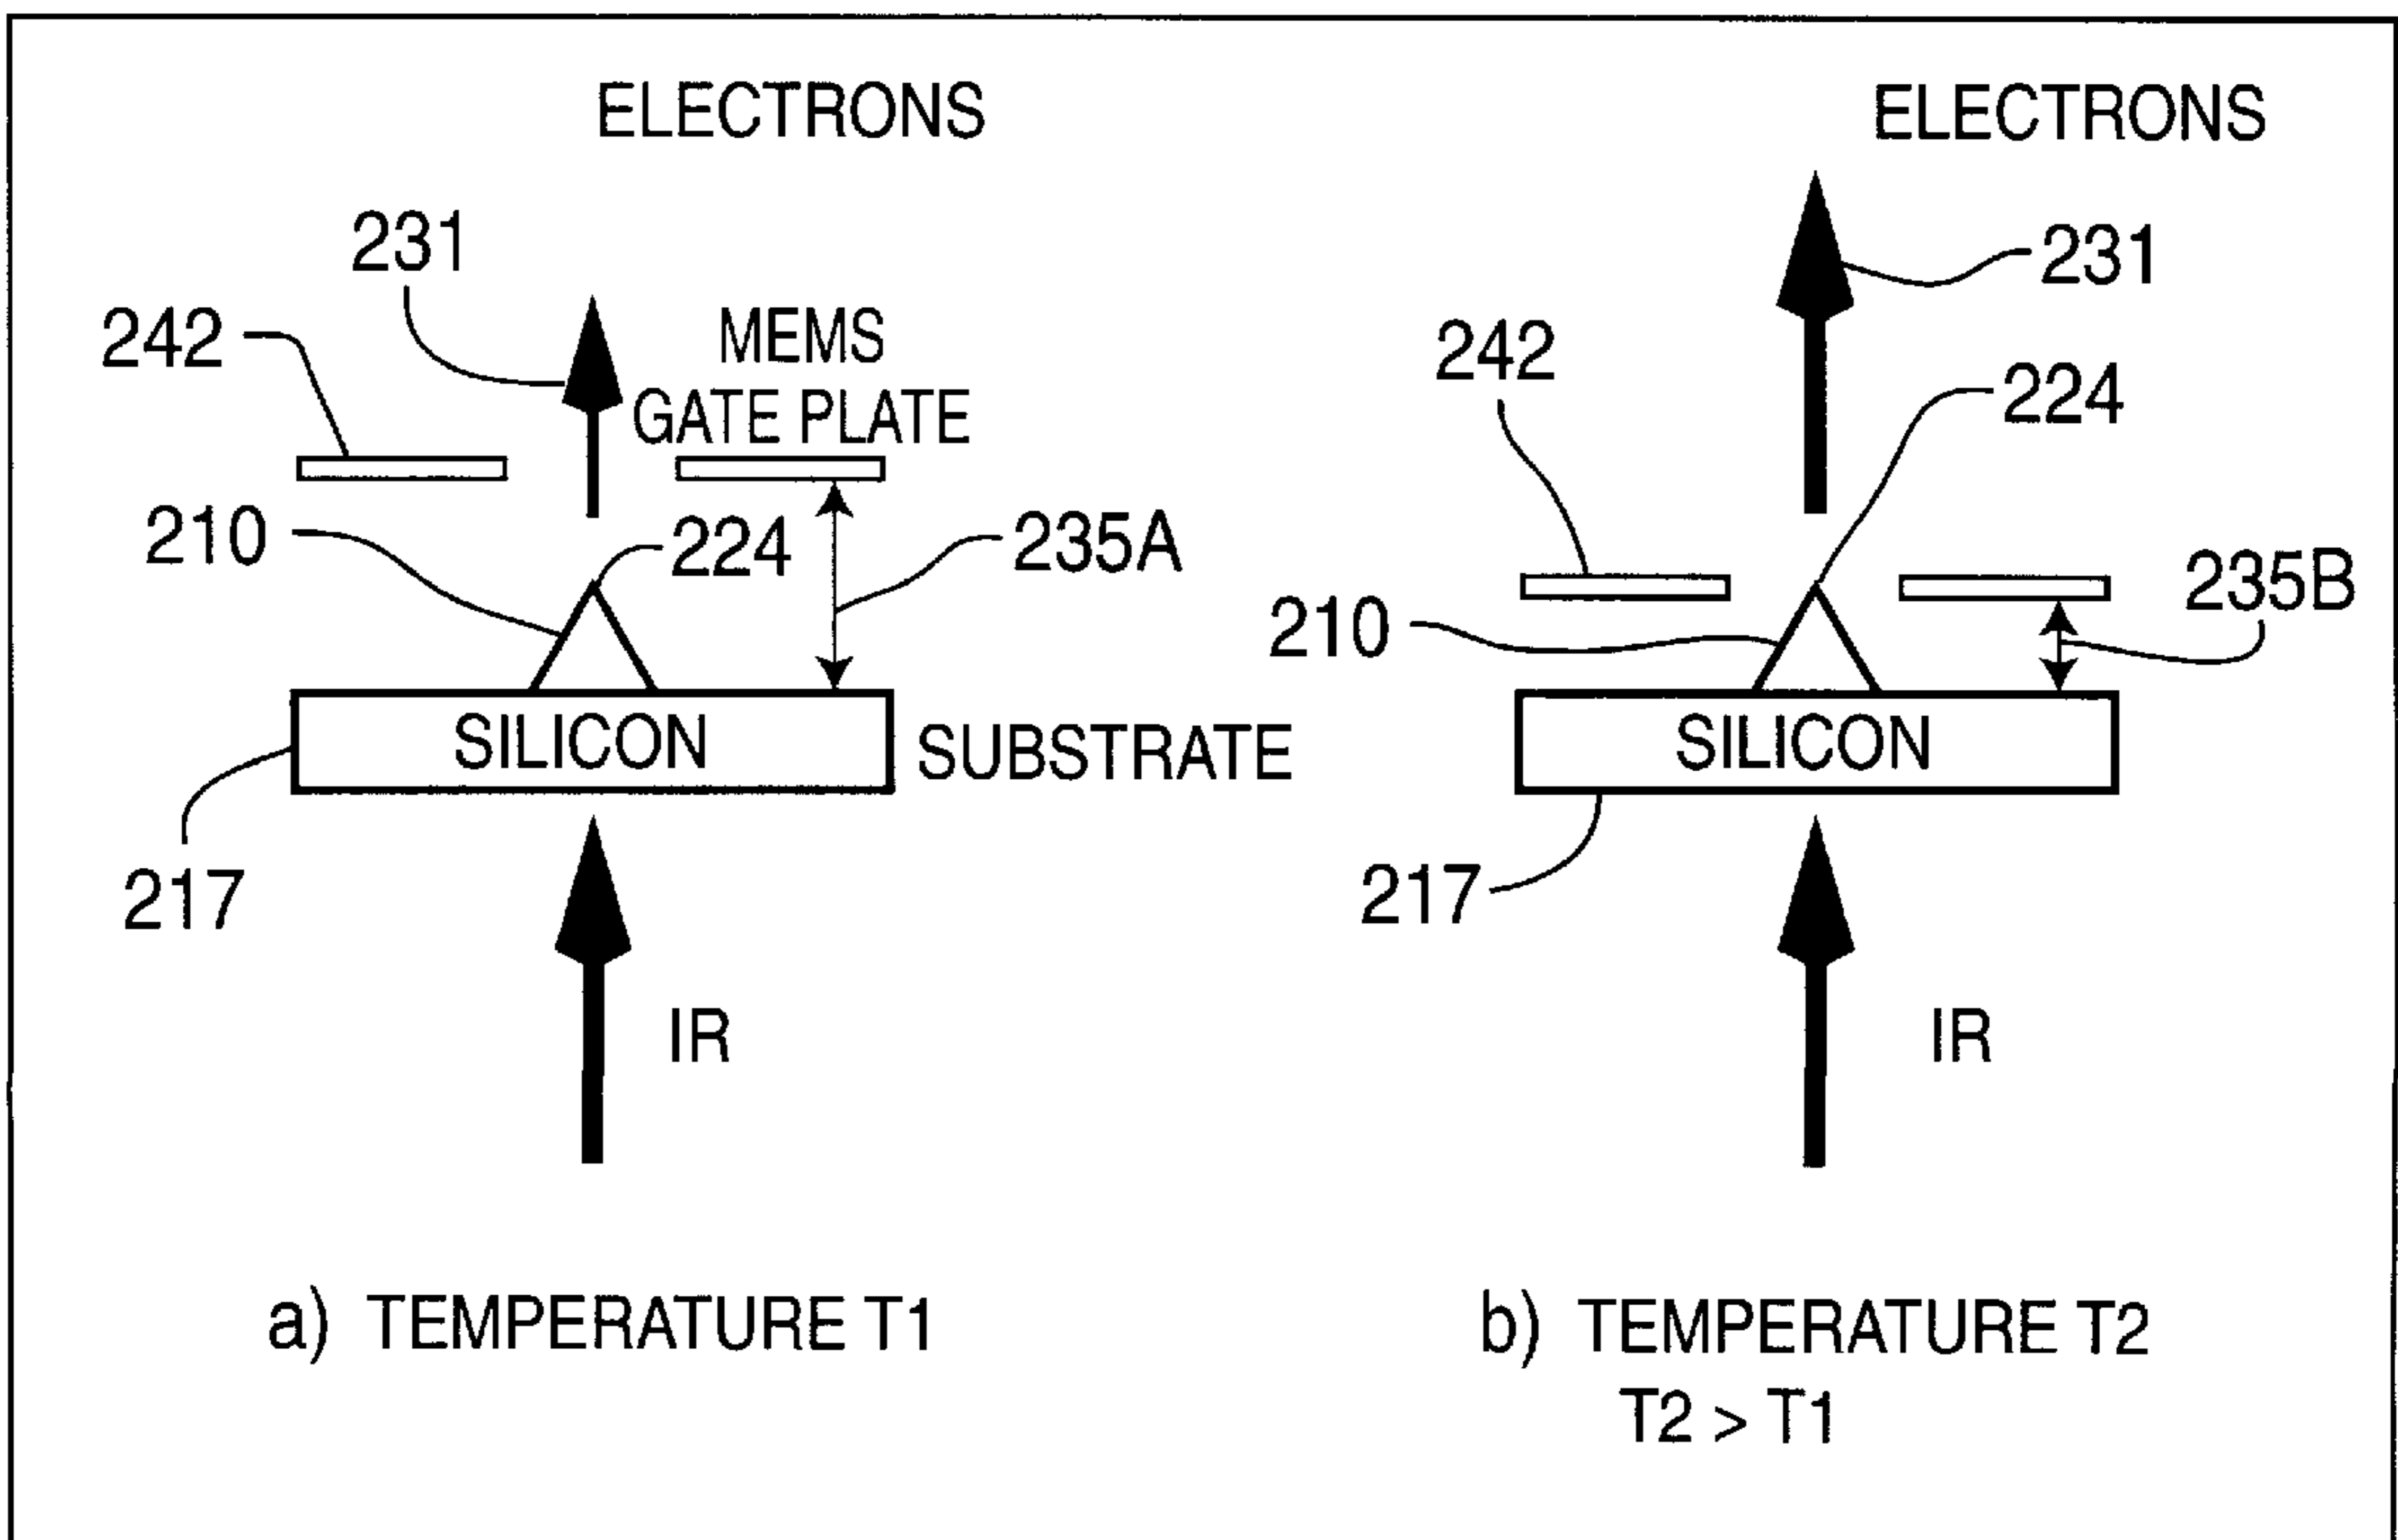 ELECTRONS
231
242
MEMS
GATE PLATE
210
224
235A
SILICON
SUBSTRATE
217
IR
a) TEMPERATURE T1
ELECTRONS
231
242
224
210
235B
SILICON
217
IR
b) TEMPERATURE T2
T2 > T1